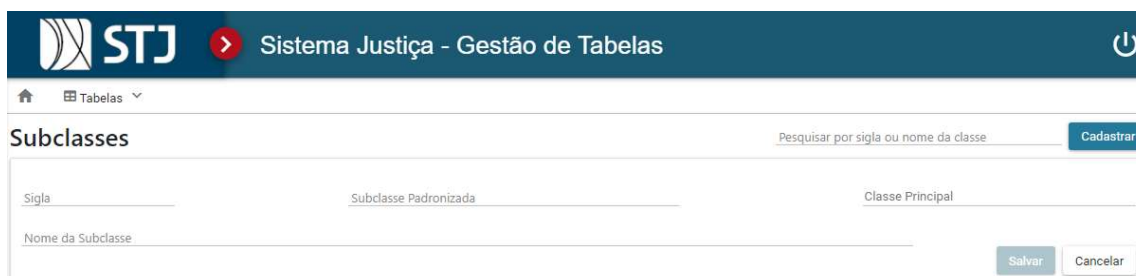 STJ Sistema Justiça - Gestão de Tabelas
Tabelas
Subclasses Pesquisar por sigla ou nome da classe Cadastrar
Sigla Subclasse Padronizada Classe Principal
Nome da Subclasse
Salvar Cancelar